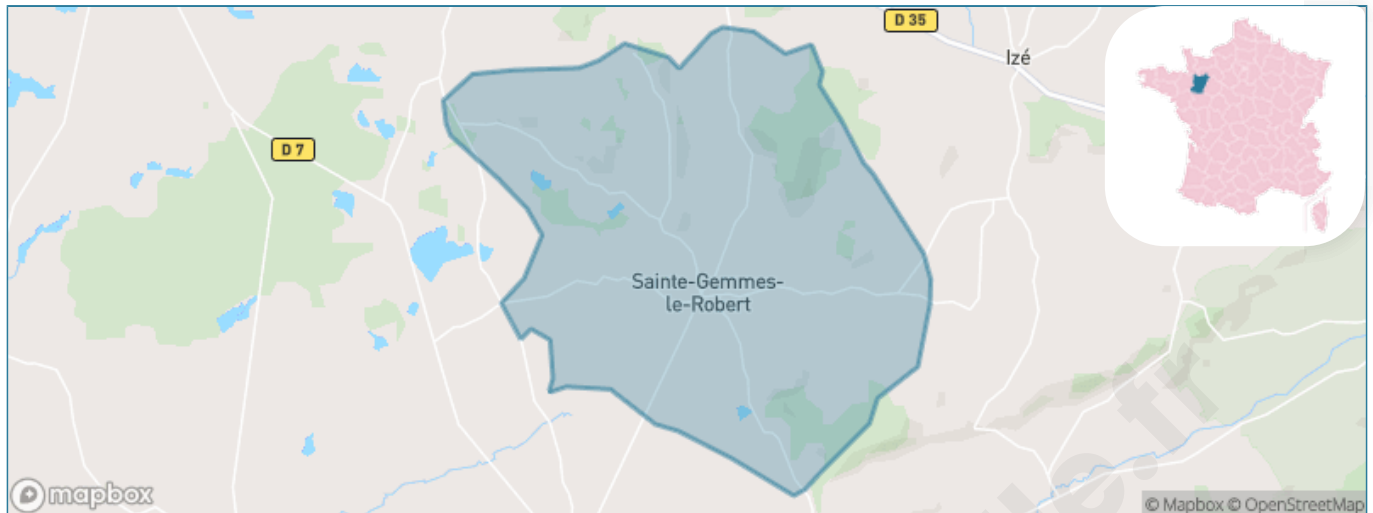 D 35
Izé
D 7
Sainte-Gemmes-
le-Robert
mapbox
© Mapbox © OpenStreetMap